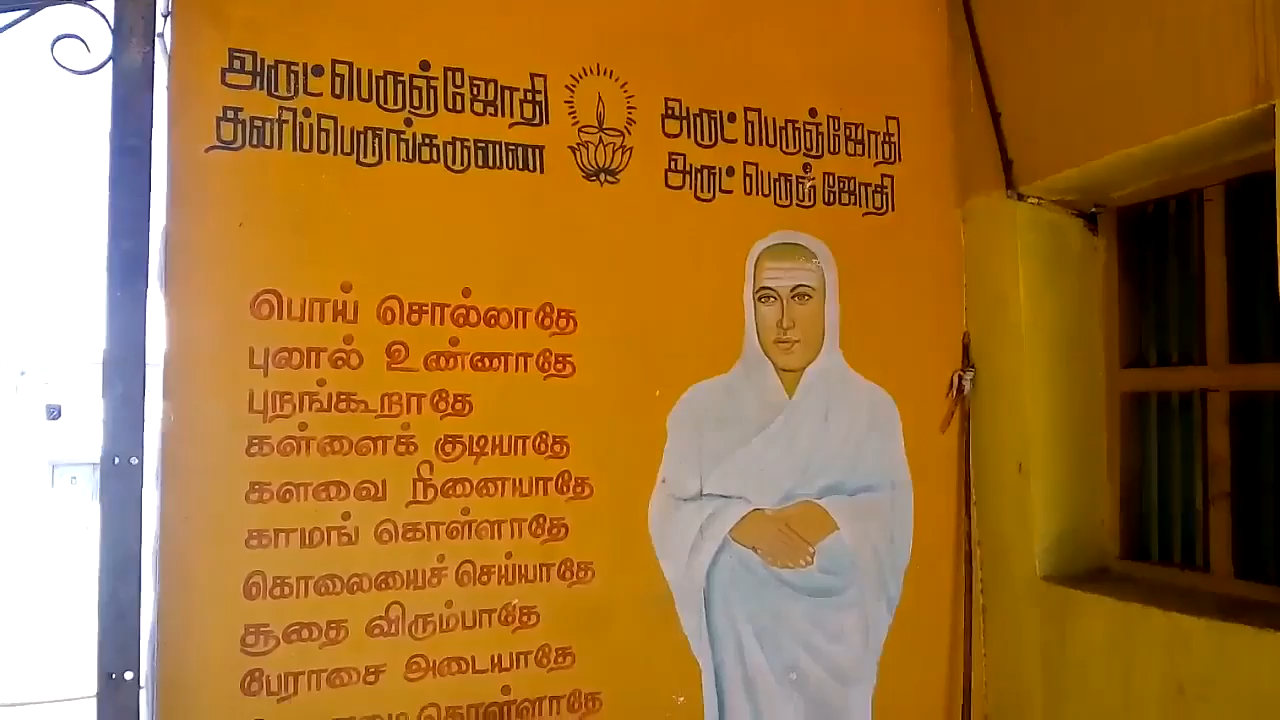 அருட்பெருஞ்ஜோதி
தனிப்பெருங்கருணை
அருட் பெருஞ்ஜோதி
அருட் பெருஞ் ஜோதி
பொய் சொல்லாதே
புலால் உண்ணாதே
புறங்கூறாதே
கள்ளைக் குடியாதே
களவை நினையாதே
காமங் கொள்ளாதே
கொலையைச் செய்யாதே
சூதை விரும்பாதே
பேராசை அடையாதே
கொள்ளாதே